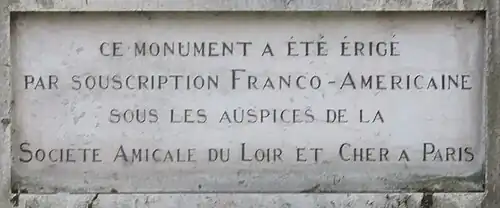 CE MONUMENT A ÉTÉ ÉRIGÉ
PAR SOUSCRIPTION FRANCO-AMERICAINE
SOUS LES AUSPICES DE LA
SOCIETE AMICALE DU LOIR ET CHER A PARIS